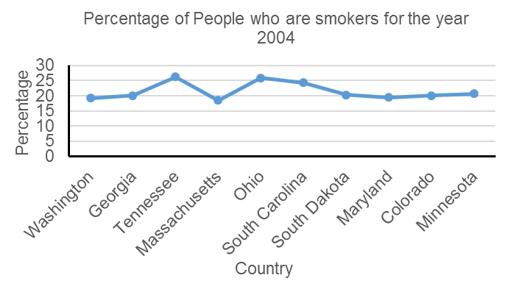 Percentage of People who are smokers for the year
2004
Percentage
30
25
20
15
10
5
0
Washington
Georgia
Tennessee
Massachusetts
Ohio
South Carolina
South Dakota
Maryland
Colorado
Minnesota
Country